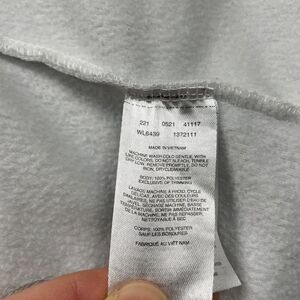 221 0521 41117
WL6439 1372111
MADE IN VIETNAM
MACHINE WASH COLD GENTLE, WITH
LIKE COLORS, DO NOT BLEACH, TUMBLE
DRY LOW, REMOVE PROMPTLY, DO NOT
IRON, DRYCLEANABLE
BODY: 100% POLYESTER
EXCLUSIVE OF TRIMMING
LAVAGE MACHINE À FROID, CYCLE
DÉLICAT, AVEC DES COULEURS
SIMILAIRES, NE PAS UTILISER D'EAU DE
JAVEL, SÉCHAGE MACHINE, BASSE
TEMPÉRATURE, SORTIR IMMÉDIATEMENT
DE LA MACHINE, NE PAS REPASSER,
NETTOYABLE À SEC
CORPS: 100% POLYESTER
SAUF LES BORDURES
FABRIQUÉ AU VIÊT NAM